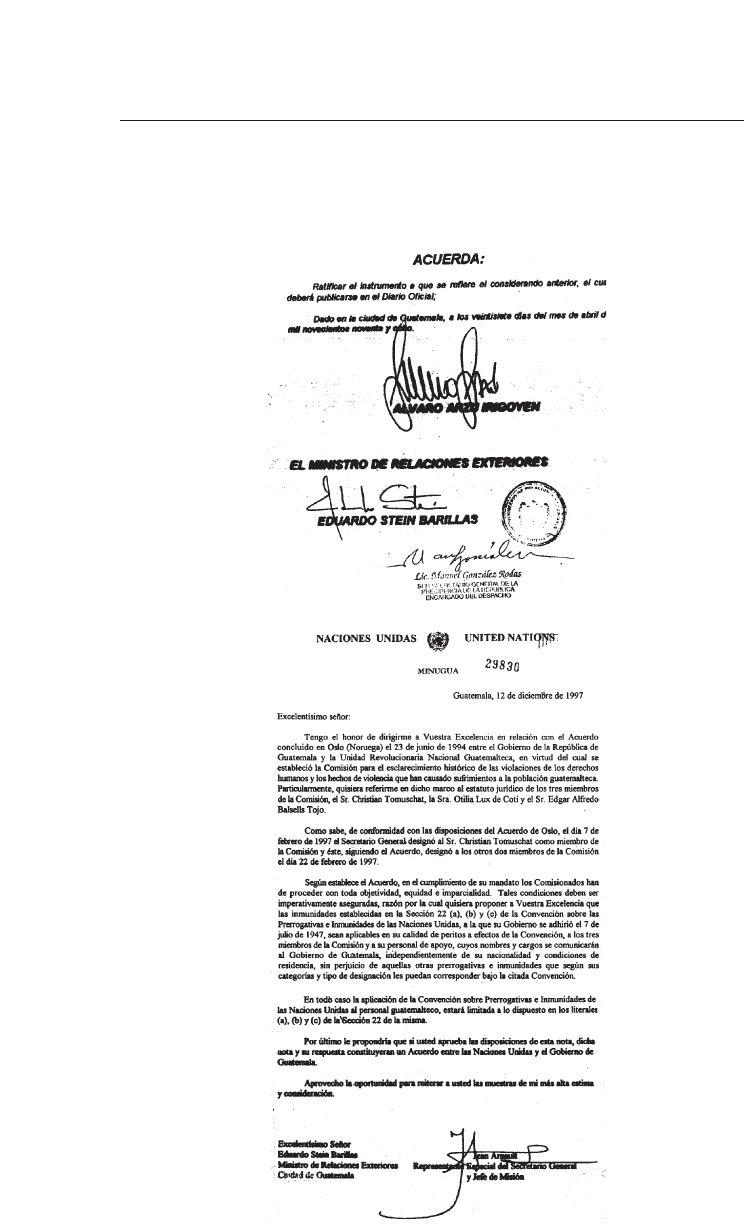 ACUERDA:
Ratificar el instrumento a que se refiere el considerando anterior, el cu
deberá publicarse en el Diario Oficial;
Dado en la ciudad de Guatemala, a los veintisiete días del mes de abril d
mil novecientos noventa y ocho.
ALVARO ARZU IRIGOYEN
EL MINISTRO DE RELACIONES EXTERIORES
EDUARDO STEIN BARILLAS
Lic. Manuel González Rodas
SUBSECRETARIO GENERAL DE LA
PRESIDENCIA DE LA REPUBLICA
ENCARGADO DEL DESPACHO
NACIONES UNIDAS UNITED NATIONS
MINUGUA 29830
Guatemala, 12 de diciembre de 1997
Excelentísimo señor:
Tengo el honor de dirigirme a Vuestra Excelencia en relación con el Acuerdo
concluido en Oslo (Noruega) el 23 de junio de 1994 entre el Gobierno de la República de
Guatemala y la Unidad Revolucionaria Nacional Guatemalteca, en virtud del cual se
estableció la Comisión para el esclarecimiento histórico de las violaciones de los derechos
humanos y los hechos de violencia que han causado sufrimientos a la población guatemalteca.
Particularmente, quisiera referirme en dicho marco al estatuto jurídico de los tres miembros
de la Comisión, el Sr. Christian Tomuschat, la Sra. Otilia Lux de Coti y el Sr. Edgar Alfredo
Balsells Tojo.
Como sabe, de conformidad con las disposiciones del Acuerdo de Oslo, el día 7 de
febrero de 1997 el Secretario General designó al Sr. Christian Tomuschat como miembro de
la Comisión y éste, siguiendo el Acuerdo, designó a los otros dos miembros de la Comisión
el día 22 de febrero de 1997.
Según establece el Acuerdo, en el cumplimiento de su mandato los Comisionados han
de proceder con toda objetividad, equidad e imparcialidad. Tales condiciones deben ser
imperativamente aseguradas, razón por la cual quisiera proponer a Vuestra Excelencia que
las inmunidades establecidas en la Sección 22 (a), (b) y (c) de la Convención sobre las
Prerrogativas e Inmunidades de las Naciones Unidas, a la que su Gobierno se adhirió el 7 de
julio de 1947, sean aplicables en su calidad de peritos a efectos de la Convención, a los tres
miembros de la Comisión y a su personal de apoyo, cuyos nombres y cargos se comunicarán
al Gobierno de Guatemala, independientemente de su nacionalidad y condiciones de
residencia, sin perjuicio de aquellas otras prerrogativas e inmunidades que según sus
categorías y tipo de designación les puedan corresponder bajo la citada Convención.
En todo caso la aplicación de la Convención sobre Prerrogativas e Inmunidades de
las Naciones Unidas al personal guatemalteco, estará limitada a lo dispuesto en los literales
(a), (b) y (c) de la Sección 22 de la misma.
Por último le propondría que si usted aprueba las disposiciones de esta nota, dicha
nota y su respuesta constituyeran un Acuerdo entre las Naciones Unidas y el Gobierno de
Guatemala.
Aprovecho la oportunidad para reiterar a usted las muestras de mi más alta estima
y consideración.
Excelentísimo Señor
Eduardo Stein Barillas Jean Arnault
Ministro de Relaciones Exteriores Representante Especial del Secretario General
Ciudad de Guatemala y Jefe de Misión